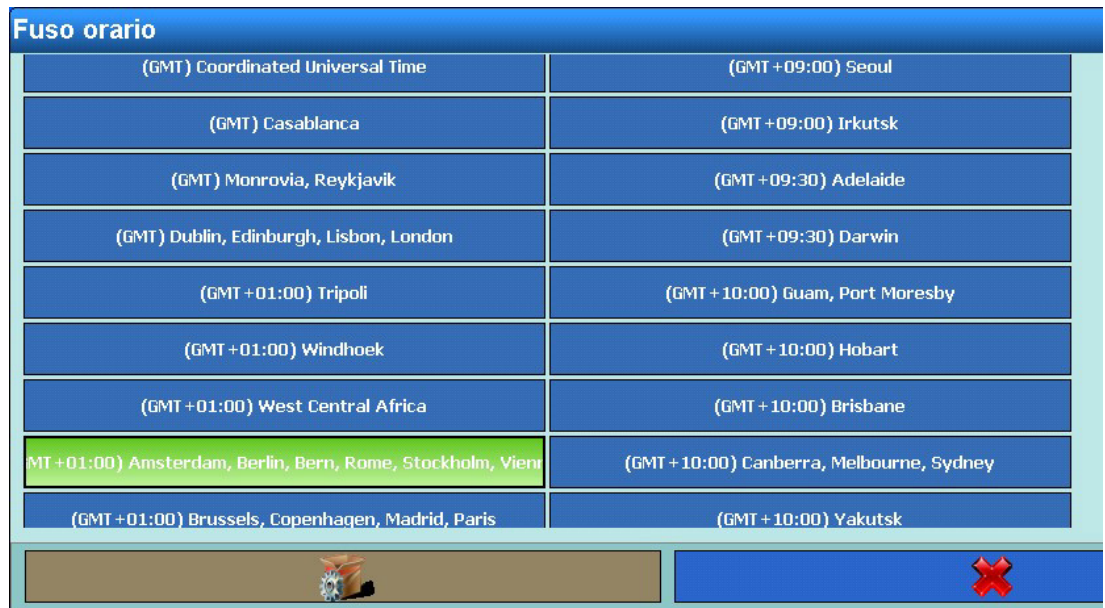 Fuso orario
(GMT) Coordinated Universal Time
(GMT+09:00) Seoul
(GMT) Casablanca
(GMT+09:00) Irkutsk
(GMT) Monrovia, Reykjavik
(GMT+09:30) Adelaide
(GMT) Dublin, Edinburgh, Lisbon, London
(GMT+09:30) Darwin
(GMT+01:00) Tripoli
(GMT+10:00) Guam, Port Moresby
(GMT+01:00) Windhoek
(GMT+10:00) Hobart
(GMT+01:00) West Central Africa
(GMT+10:00) Brisbane
MT+01:00) Amsterdam, Berlin, Bern, Rome, Stockholm, Vien
(GMT+10:00) Canberra, Melbourne, Sydney
(GMT+01:00) Brussels, Copenhagen, Madrid, Paris
(GMT+10:00) Yakutsk